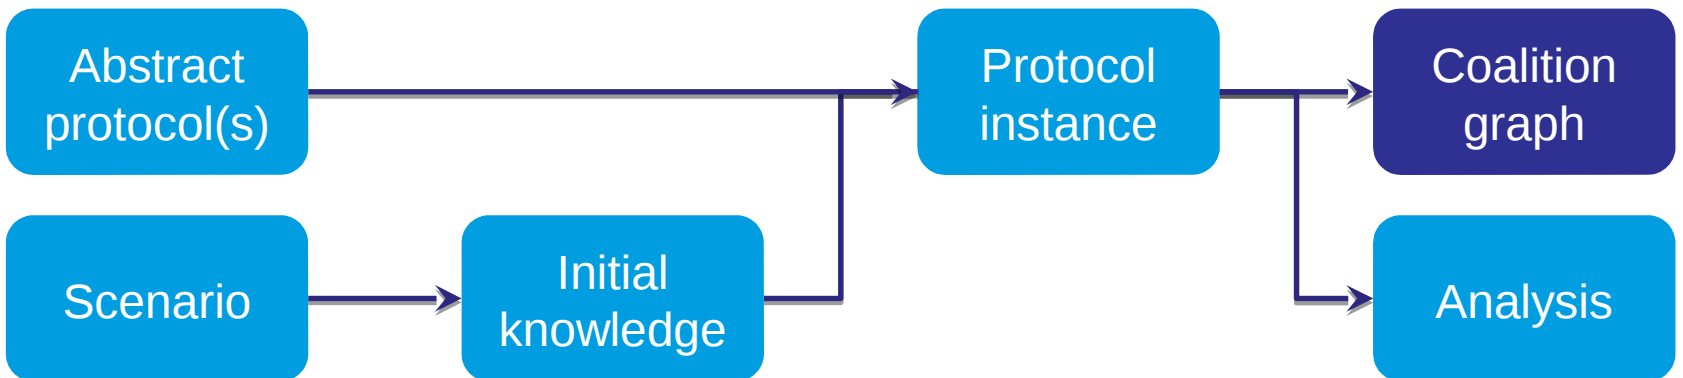 Abstract
protocol(s)
Protocol
instance
Coalition
graph
Scenario
Initial
knowledge
Analysis